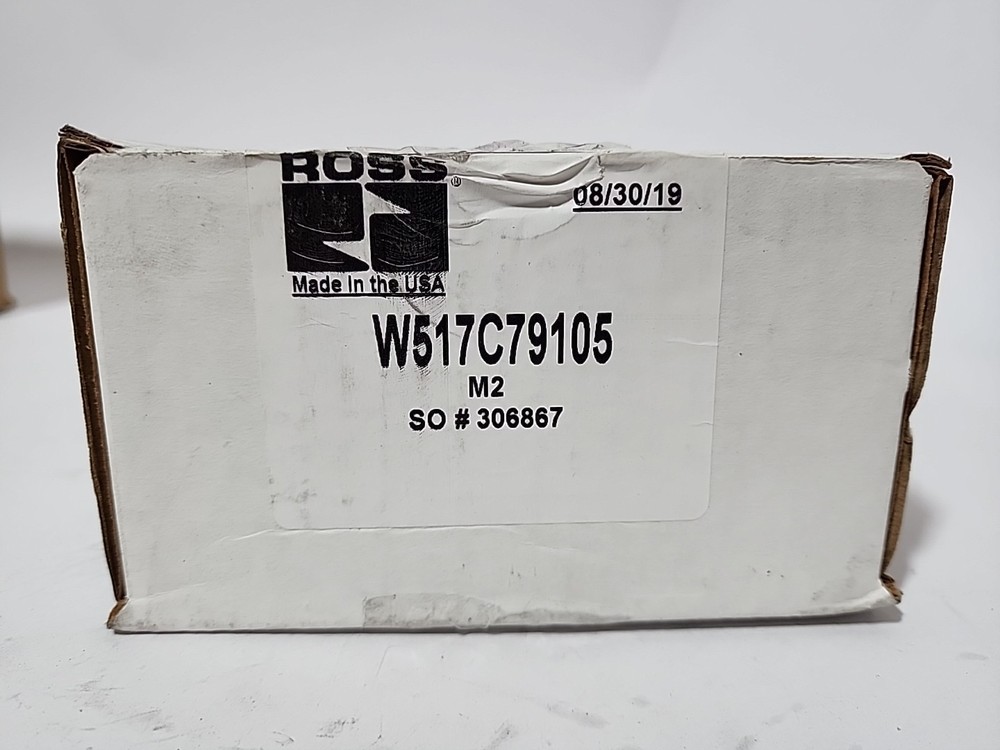 ROSS®
08/30/19
Made In the USA
W517C79105
M2
SO # 306867